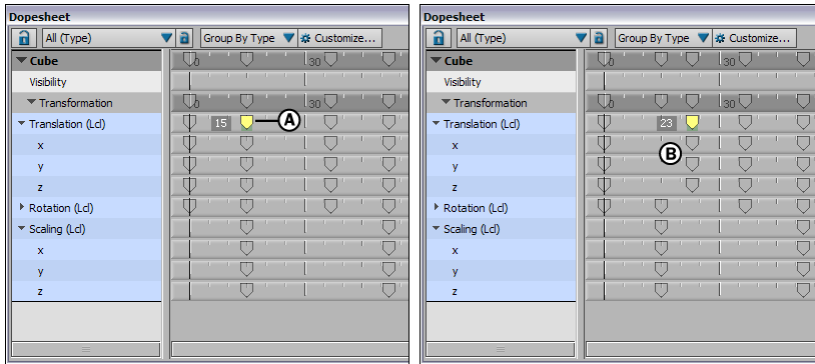 Dopesheet
All (Type) Group By Type Customize...
Cube 0 30
Visibility
Transformation 0 30
Translation (Lcl) 15 A
x
y
z
Rotation (Lcl)
Scaling (Lcl)
x
y
z
Dopesheet
All (Type) Group By Type Customize...
Cube 0 30
Visibility
Transformation 0 30
Translation (Lcl) 23
x B
y
z
Rotation (Lcl)
Scaling (Lcl)
x
y
z